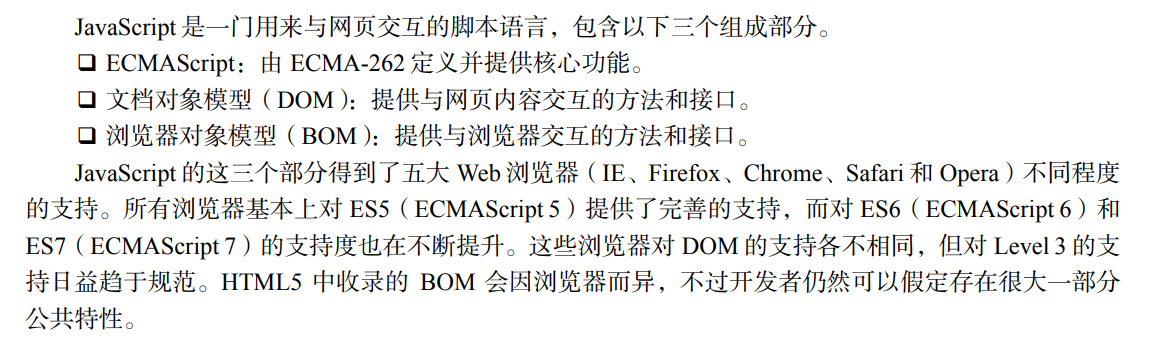 JavaScript 是一门用来与网页交互的脚本语言，包含以下三个组成部分。
❑ ECMAScript：由 ECMA-262 定义并提供核心功能。
❑ 文档对象模型（DOM）：提供与网页内容交互的方法和接口。
❑ 浏览器对象模型（BOM）：提供与浏览器交互的方法和接口。
JavaScript 的这三个部分得到了五大 Web 浏览器（IE、Firefox、Chrome、Safari 和 Opera）不同程度
的支持。所有浏览器基本上对 ES5（ECMAScript 5）提供了完善的支持，而对 ES6（ECMAScript 6）和
ES7（ECMAScript 7）的支持度也在不断提升。这些浏览器对 DOM 的支持各不相同，但对 Level 3 的支
持日益趋于规范。HTML5 中收录的 BOM 会因浏览器而异，不过开发者仍然可以假定存在很大一部分
公共特性。